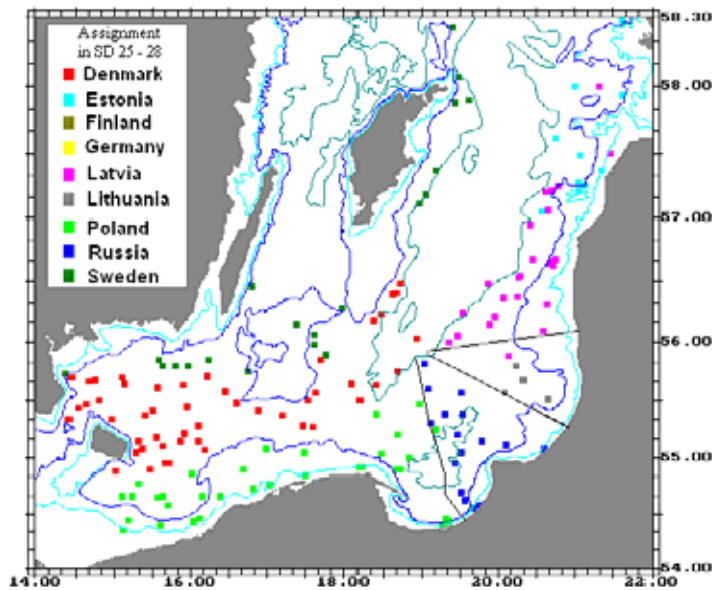 Assignment
in SD 25 - 28
Denmark
Estonia
Finland
Germany
Latvia
Lithuania
Poland
Russia
Sweden
58.30
58.00
57.00
56.00
55.00
54.00
14:00 16:00 18:00 20:00 22:00